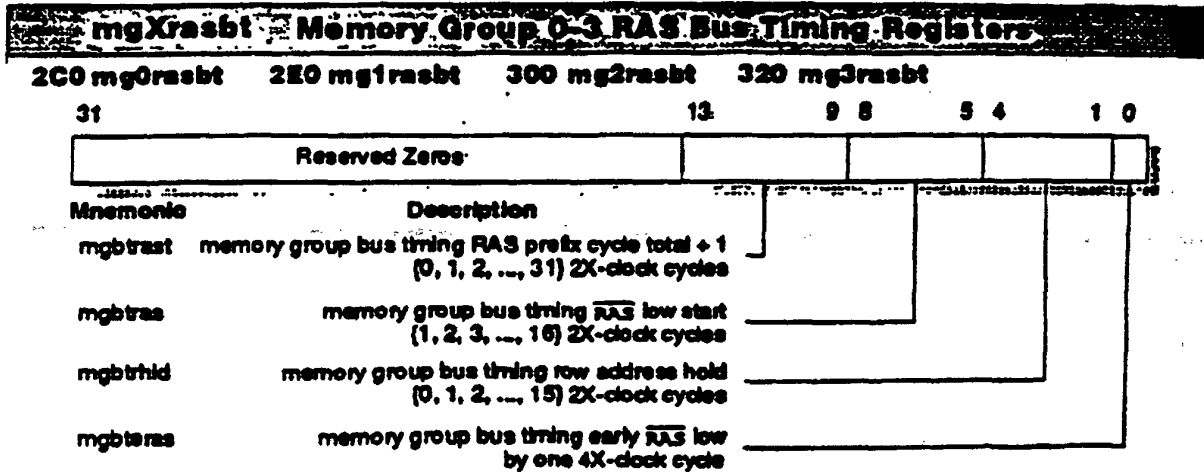 mgXrasbt - Memory Group 0-3 RAS Bus Timing Registers
2C0 mg0rasbt 2E0 mg1rasbt 300 mg2rasbt 320 mg3rasbt
31 13 9 8 5 4 1 0
Reserved Zeros
Mnemonic Description
mgbtrast memory group bus timing RAS prefix cycle total + 1
(0, 1, 2, ..., 31) 2X-clock cycles
mgbtras memory group bus timing RAS low start
(1, 2, 3, ..., 16) 2X-clock cycles
mgbtrhld memory group bus timing row address hold
(0, 1, 2, ..., 15) 2X-clock cycles
mgbteras memory group bus timing early RAS low
by one 4X-clock cycle